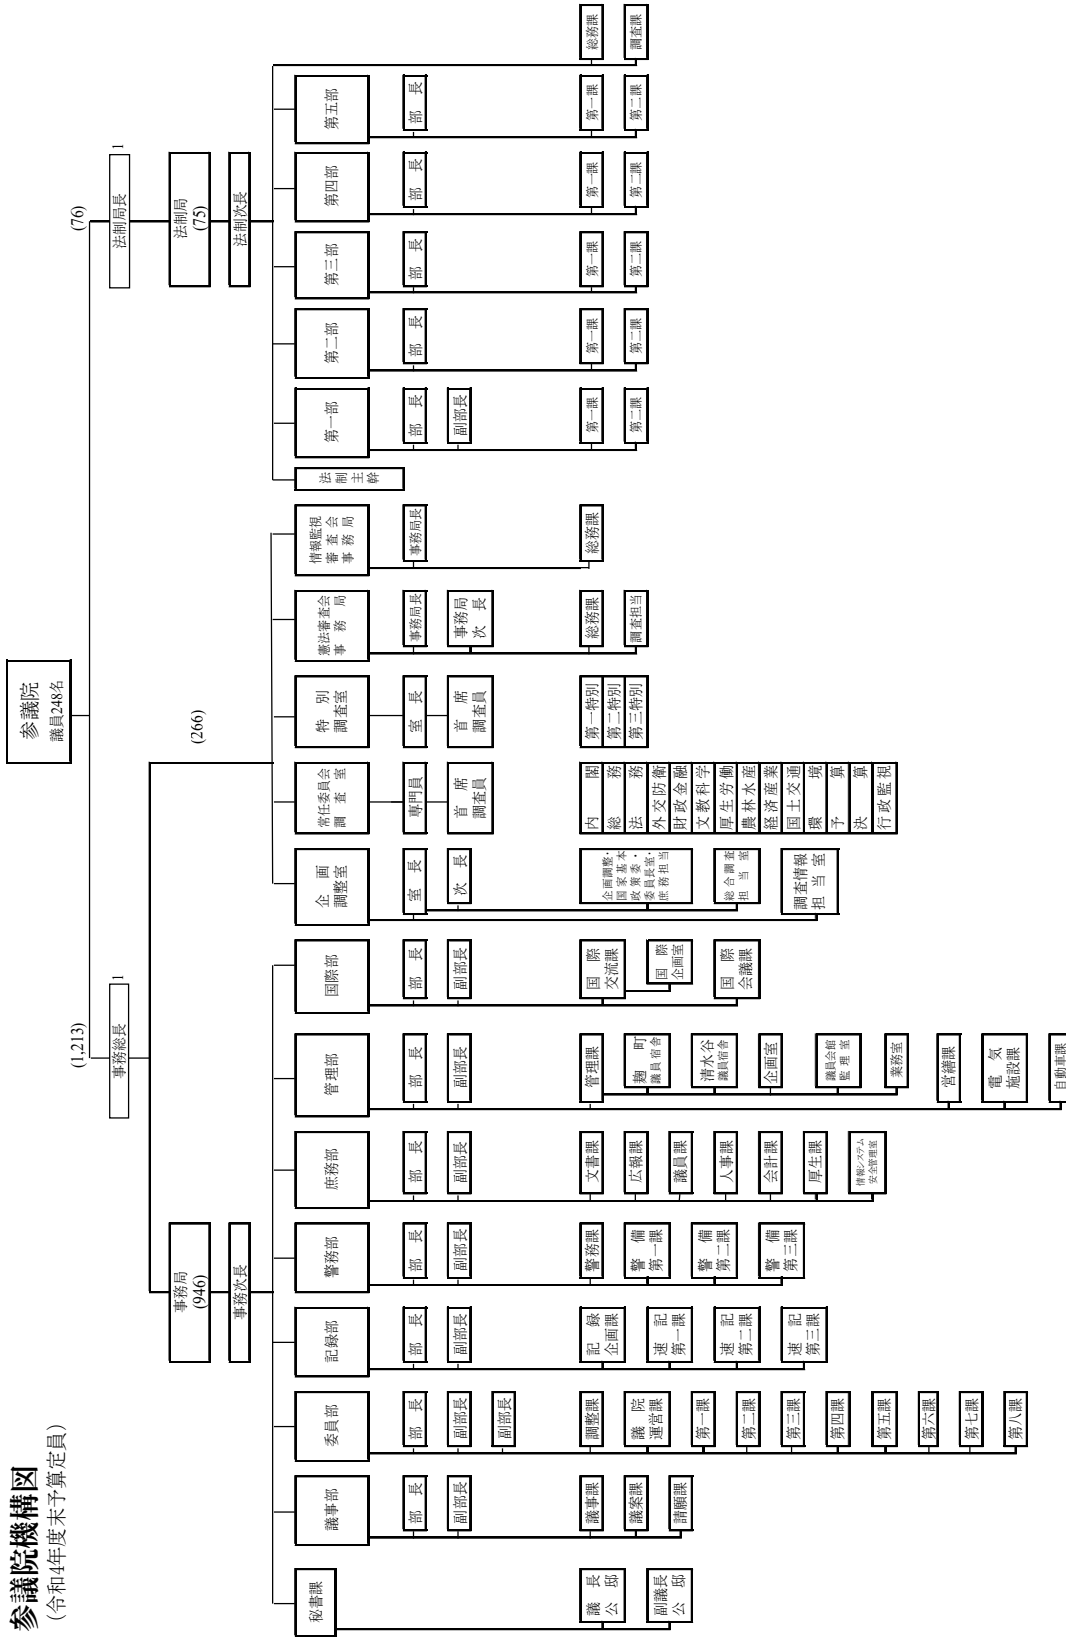 参議院機構図
(令和4年度末予算定員)
参議院
議員248名
(1,213)
(76)
事務総長
1
法制局長
1
事務局
(946)
事務次長
(266)
法制局
(75)
法制次長
秘書課
議長
公邸
副議長
公邸
議事部
部長
副部長
議事課
議案課
請願課
委員部
部長
副部長
副部長
調整課
議院
運営課
第一課
第二課
第三課
第四課
第五課
第六課
第七課
第八課
記録部
部長
副部長
記録
企画課
速記
第一課
速記
第二課
速記
第三課
警務部
部長
副部長
警務課
警備
第一課
警備
第二課
警備
第三課
庶務部
部長
副部長
文書課
広報課
議員課
人事課
会計課
厚生課
情報システム
安全管理室
管理部
部長
副部長
管理課
麹町
議員宿舎
清水谷
議員宿舎
企画室
議員会館
監理室
業務室
営繕課
電気
施設課
自動車課
国際部
部長
副部長
国際
交流課
国際
企画室
国際
会議課
企画
調整室
室長
次長
企画調整・
国家基本
政策委・
委員長室・
庶務担当
総合調査
担当室
調査情報
担当室
常任委員会
調査室
専門員
首席
調査員
内閣
総務
法務
外交防衛
財政金融
文教科学
厚生労働
農林水産
経済産業
国土交通
環境
予算
決算
行政監視
特別
調査室
室長
首席
調査員
第一特別
第二特別
第三特別
憲法審査会
事務局
事務局長
事務局
次長
総務課
調査担当
情報監視
審査会
事務局
事務局長
総務課
法制主幹
第一部
部長
副部長
第一課
第二課
第二部
部長
第一課
第二課
第三部
部長
第一課
第二課
第四部
部長
第一課
第二課
第五部
部長
第一課
第二課
総務課
調査課